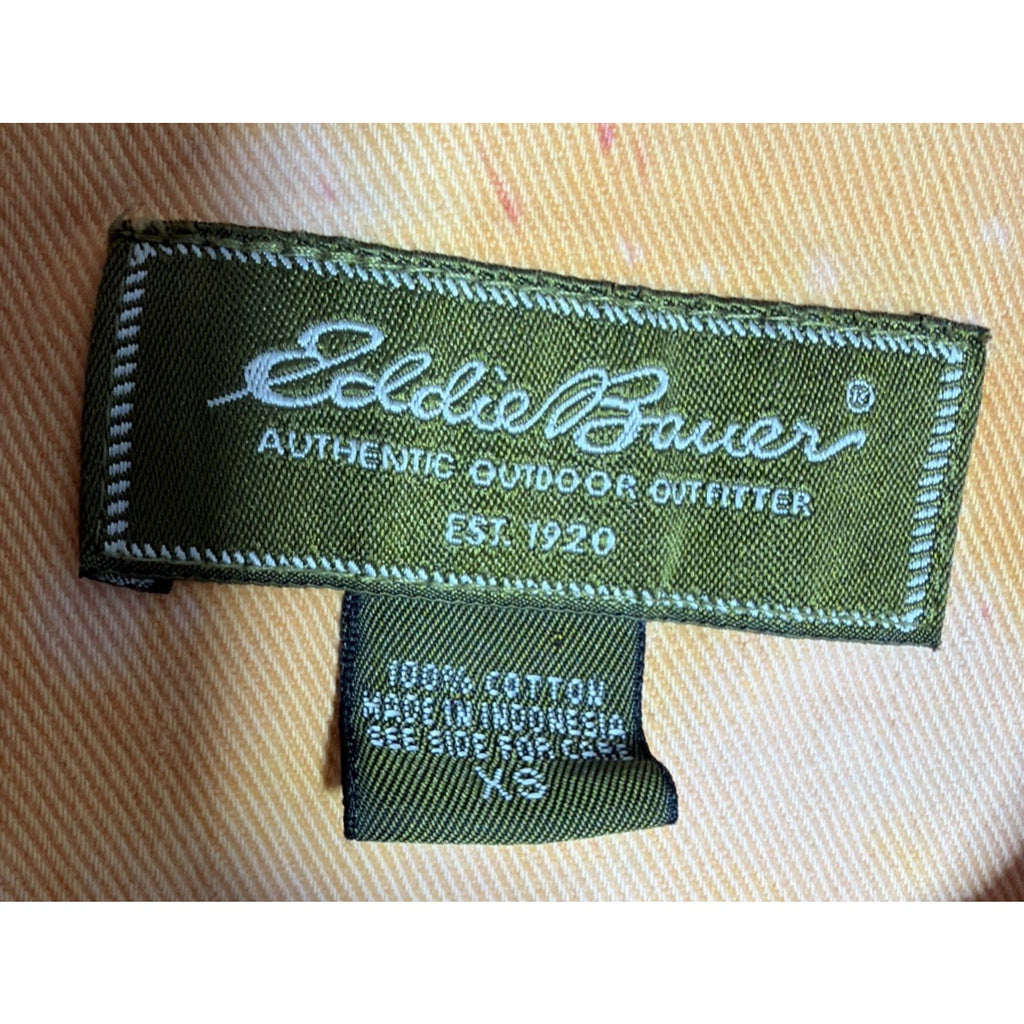 Eddie Bauer®
AUTHENTIC OUTDOOR OUTFITTER
EST. 1920
100% COTTON
MADE IN INDONESIA
SEE SIDE FOR CARE
XS